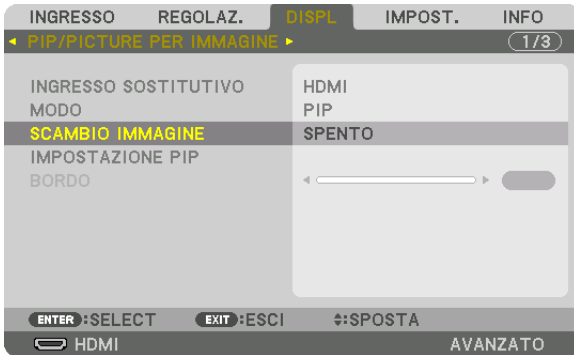 INGRESSO REGOLAZ. DISPL IMPOST. INFO
PIP/PICTURE PER IMMAGINE 1/3
INGRESSO SOSTITUTIVO HDMI
MODO PIP
SCAMBIO IMMAGINE SPENTO
IMPOSTAZIONE PIP
BORDO
ENTER :SELECT EXIT :ESCI :SPOSTA
HDMI AVANZATO